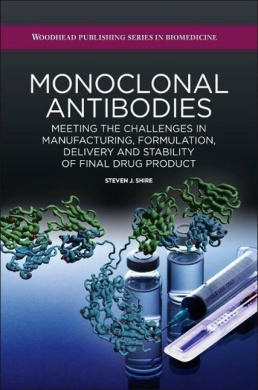 WOODHEAD PUBLISHING SERIES IN BIOMEDICINE
MONOCLONAL
ANTIBODIES
MEETING THE CHALLENGES IN
MANUFACTURING, FORMULATION,
DELIVERY AND STABILITY
OF FINAL DRUG PRODUCT
STEVEN J. SHIRE